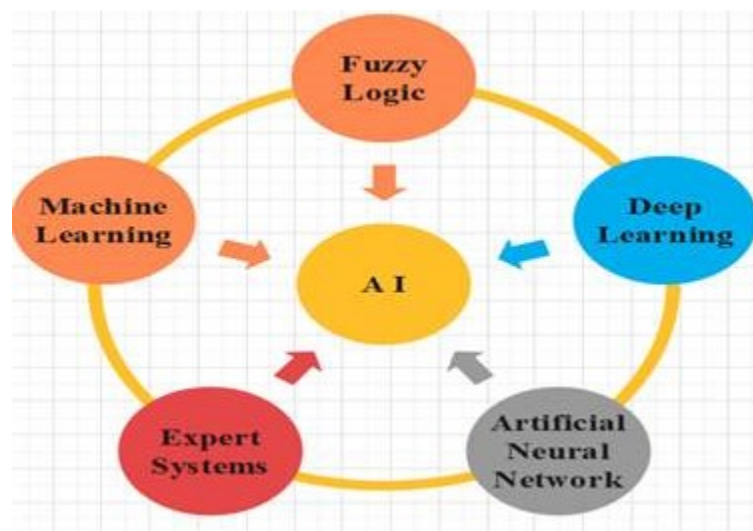 Fuzzy
Logic
Machine
Learning
Deep
Learning
A I
Expert
Systems
Artificial
Neural
Network